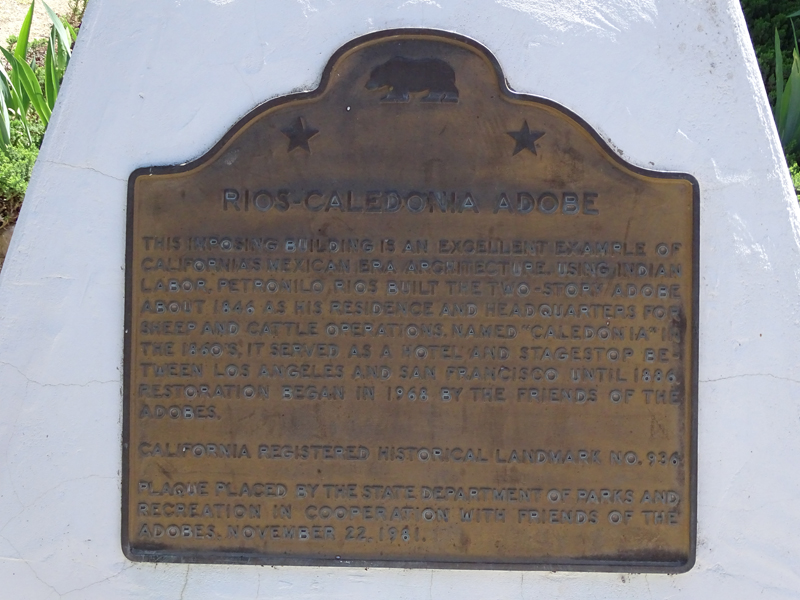 RIOS-CALEDONIA ADOBE
THIS IMPOSING BUILDING IS AN EXCELLENT EXAMPLE OF
CALIFORNIA'S MEXICAN ERA ARCHITECTURE. USING INDIAN
LABOR, PETRONILO RIOS BUILT THE TWO-STORY ADOBE
ABOUT 1846 AS HIS RESIDENCE AND HEADQUARTERS FOR
SHEEP AND CATTLE OPERATIONS. NAMED "CALEDONIA" IN
THE 1860'S, IT SERVED AS A HOTEL AND STAGESTOP BE-
TWEEN LOS ANGELES AND SAN FRANCISCO UNTIL 1886.
RESTORATION BEGAN IN 1968 BY THE FRIENDS OF THE
ADOBES.
CALIFORNIA REGISTERED HISTORICAL LANDMARK NO. 936
PLAQUE PLACED BY THE STATE DEPARTMENT OF PARKS AND
RECREATION IN COOPERATION WITH FRIENDS OF THE
ADOBES, NOVEMBER 22, 1981.